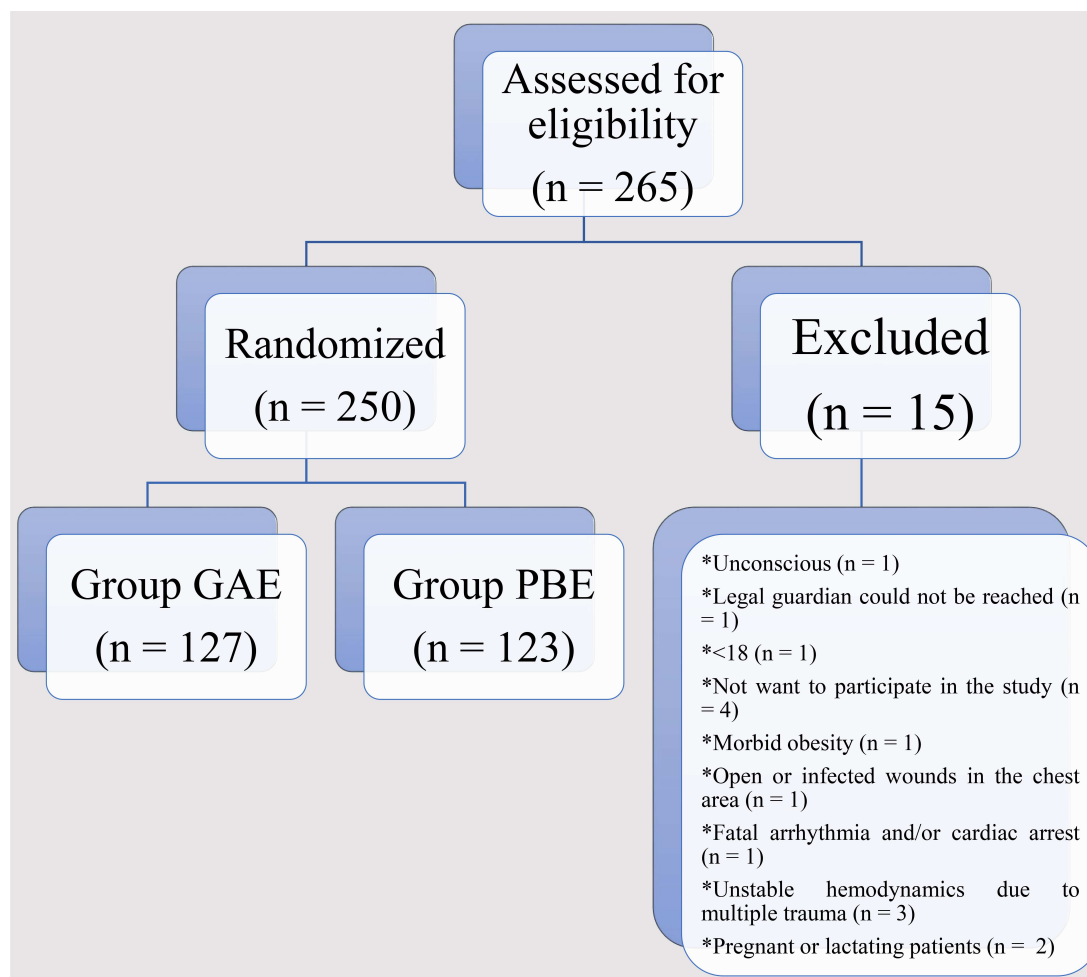 Assessed for
eligibility
(n = 265)
Randomized
(n = 250)
Excluded
(n = 15)
Group GAE
(n = 127)
Group PBE
(n = 123)
*Unconscious (n = 1)
*Legal guardian could not be reached (n
= 1)
*<18 (n = 1)
*Not want to participate in the study (n
= 4)
*Morbid obesity (n = 1)
*Open or infected wounds in the chest
area (n = 1)
*Fatal arrhythmia and/or cardiac arrest
(n = 1)
*Unstable hemodynamics due to
multiple trauma (n = 3)
*Pregnant or lactating patients (n = 2)